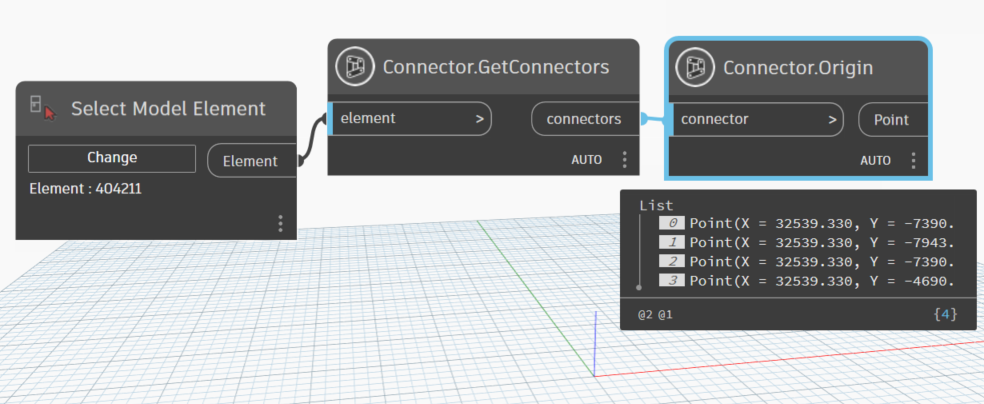 Select Model Element
Change
Element
Element : 404211
Connector.GetConnectors
element >
connectors
AUTO
Connector.Origin
connector >
Point
AUTO
List
0 Point(X = 32539.330, Y = -7390.
1 Point(X = 32539.330, Y = -7943.
2 Point(X = 32539.330, Y = -7390.
3 Point(X = 32539.330, Y = -4690.
@2 @1
{4}